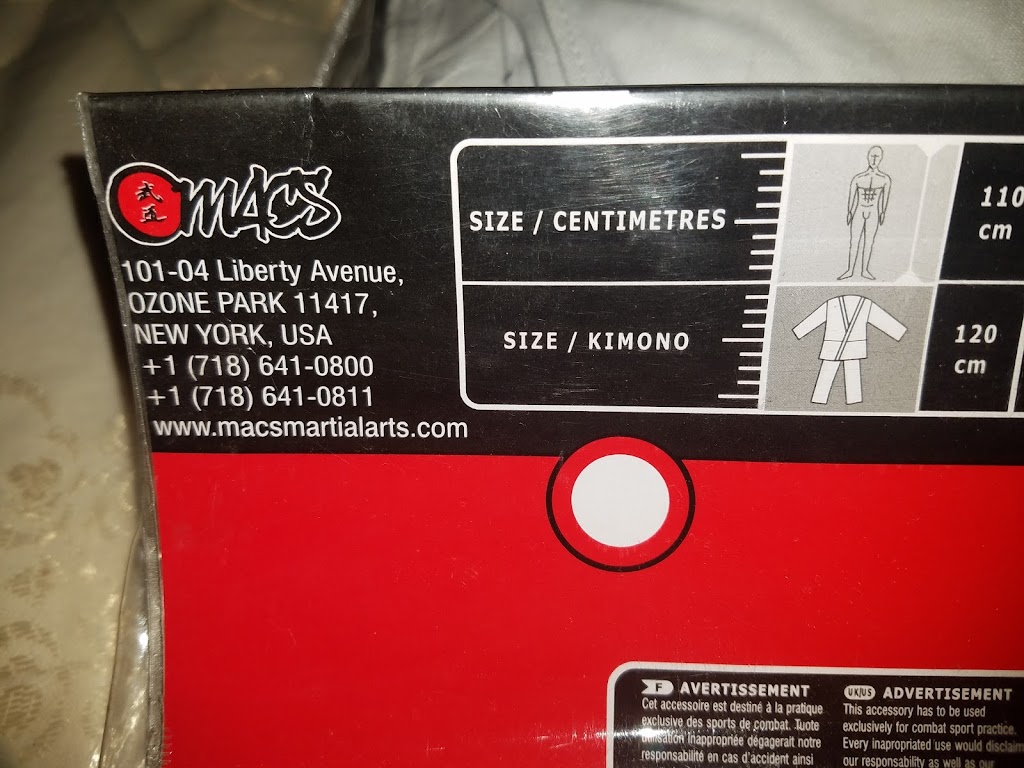 武
道
MACS
101-04 Liberty Avenue,
OZONE PARK 11417,
NEW YORK, USA
+1 (718) 641-0800
+1 (718) 641-0811
www.macsmartialarts.com
SIZE / CENTIMETRES
110
cm
SIZE / KIMONO
120
cm
F AVERTISSEMENT
Cet accessoire est destiné à la pratique
exclusive des sports de combat. Tuote
utilisation inappropriée dégagerait notre
responsabilité en cas d'accident ainsi
UK/US ADVERTISEMENT
This accessory has to be used
exclusively for combat sport practice.
Every inapropriated use would disclaim
our responsability as well as our